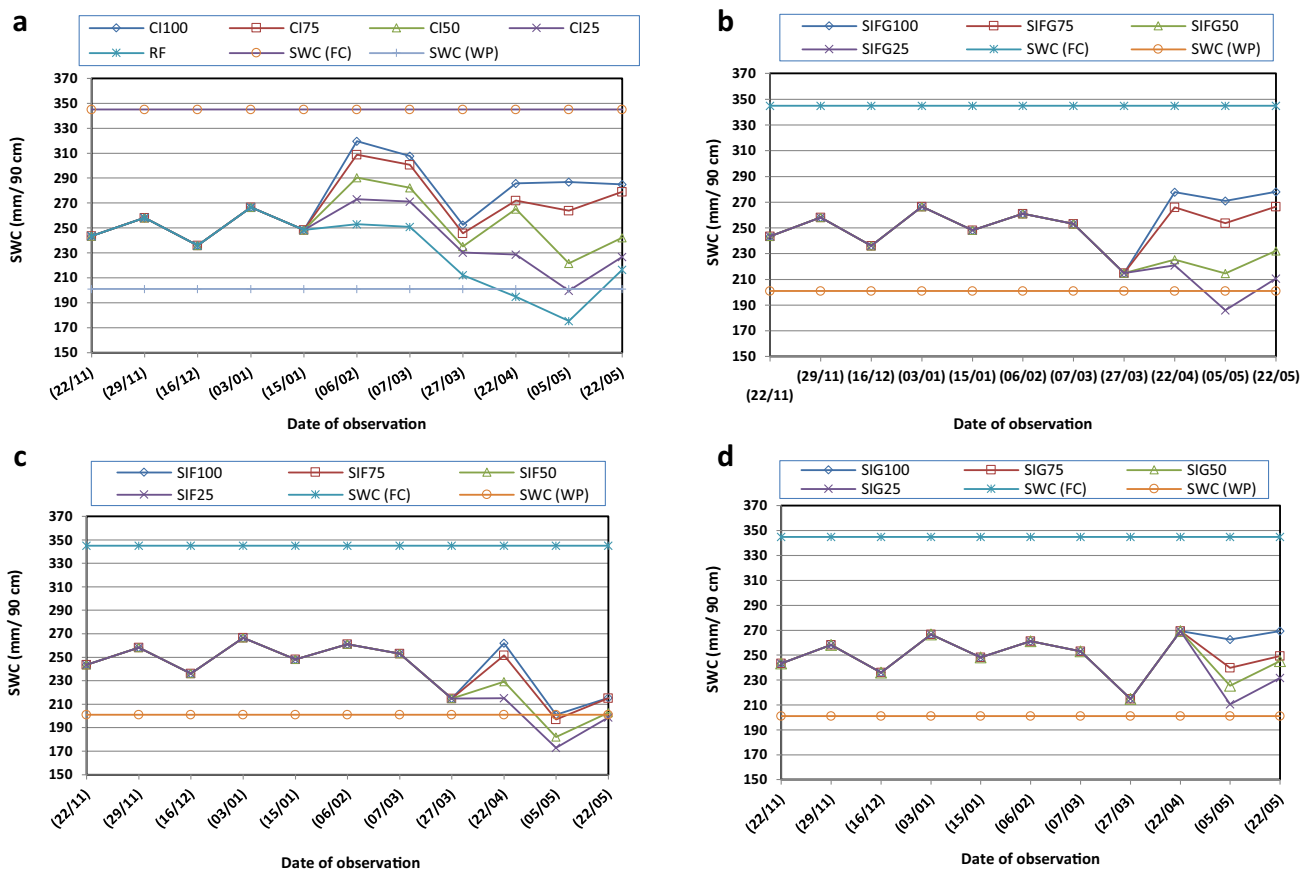 a
CI100 CI75 CI50 CI25
RF SWC (FC) SWC (WP)
370
350
330
310
290
270
250
230
210
190
170
150
SWC (mm/ 90 cm)
(22/11) (29/11) (16/12) (03/01) (15/01) (06/02) (07/03) (27/03) (22/04) (05/05) (22/05)
Date of observation
b
SIFG100 SIFG75 SIFG50
SIFG25 SWC (FC) SWC (WP)
370
350
330
310
290
270
250
230
210
190
170
150
SWC (mm/ 90 cm)
(22/11) (29/11) (16/12) (03/01) (15/01) (06/02) (07/03) (27/03) (22/04) (05/05) (22/05)
Date of observation
c
SIF100 SIF75 SIF50
SIF25 SWC (FC) SWC (WP)
370
350
330
310
290
270
250
230
210
190
170
150
SWC (mm/ 90 cm)
(22/11) (29/11) (16/12) (03/01) (15/01) (06/02) (07/03) (27/03) (22/04) (05/05) (22/05)
Date of observation
d
SIG100 SIG75 SIG50
SIG25 SWC (FC) SWC (WP)
370
350
330
310
290
270
250
230
210
190
170
150
SWC (mm/ 90 cm)
(22/11) (29/11) (16/12) (03/01) (15/01) (06/02) (07/03) (27/03) (22/04) (05/05) (22/05)
Date of observation